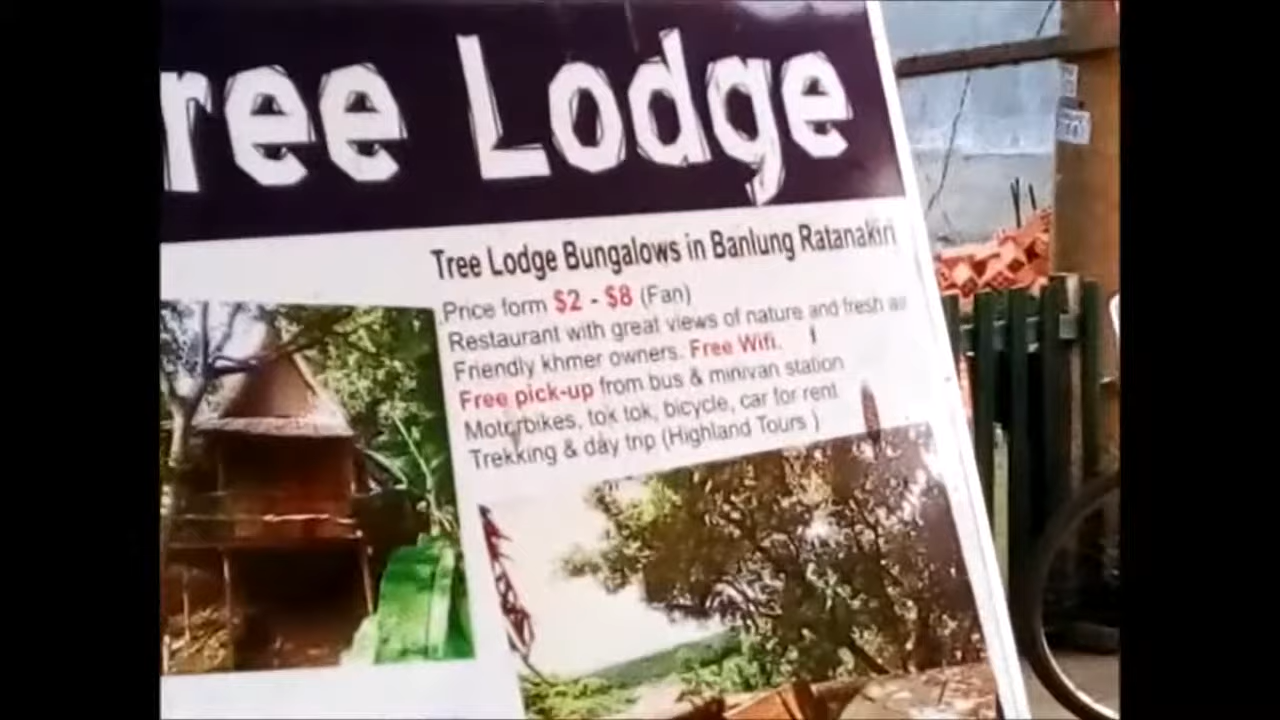 ree Lodge
Tree Lodge Bungalows in Banlung Ratanakiri
Price form $2 - $8 (Fan)
Restaurant with great views of nature and fresh
Friendly khmer owners. Free Wifi.
Free pick-up from bus & minivan station
Motorbikes, tok tok, bicycle, car for rent
Trekking & day trip (Highland Tours )